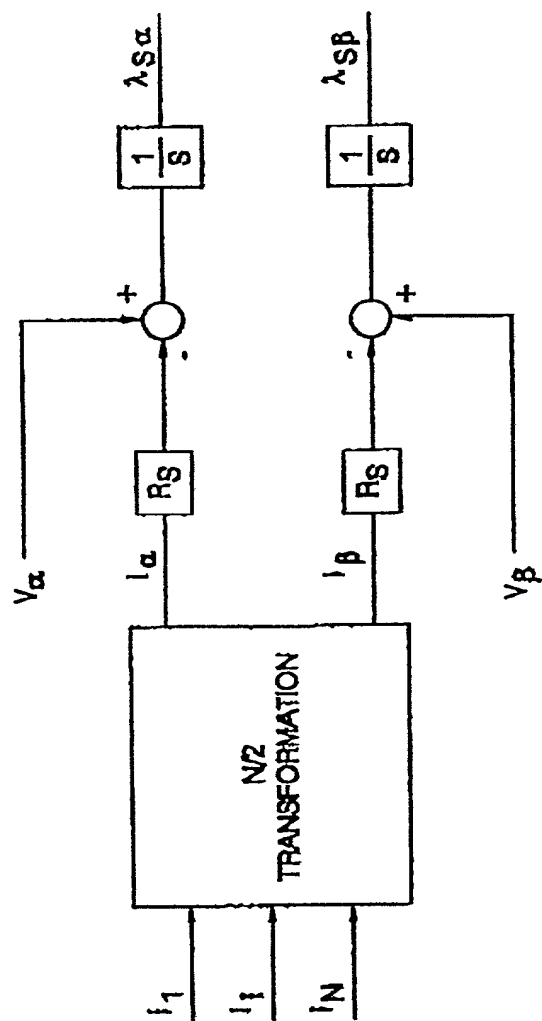 Vα
+
1
S
λSα
I1
II
IN
N/2
TRANSFORMATION
Iα
RS
-
Iβ
RS
-
1
S
λSβ
+
Vβ